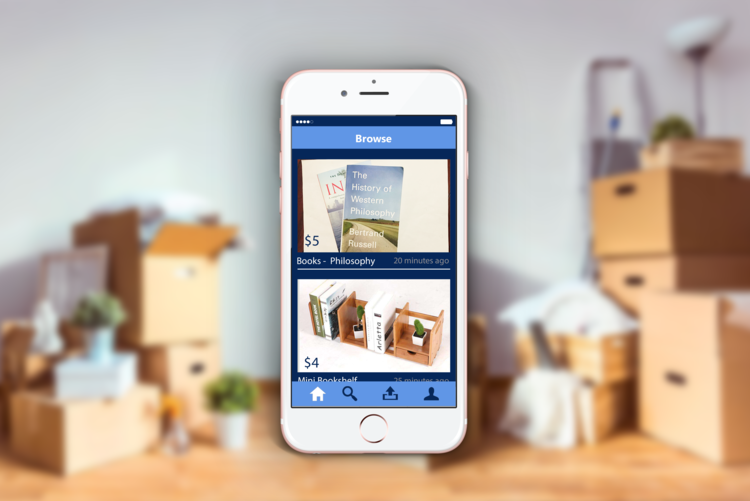 Browse
IN
The
History of
Western
Philosophy
Bertrand
Russell
$5
Books - Philosophy 20 minutes ago
Arletta
$4
Mini Bookshelf 25 minutes ago